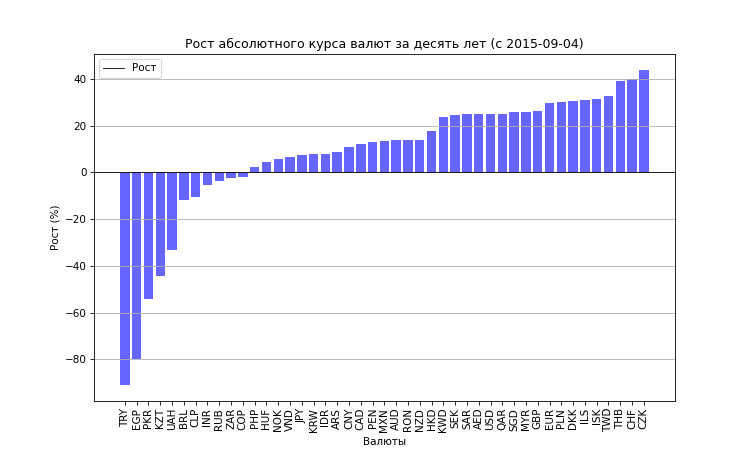 Рост абсолютного курса валют за десять лет (с 2015-09-04)
Рост
40
20
0
−20
−40
−60
−80
Рост (%)
TRY EGP PKR KZT UAH BRL CLP INR RUB ZAR COP PHP HUF NOK VND JPY KRW IDR ARS CNY CAD PEN MXN AUD RON NZD HKD KWD SEK SAR AED USD QAR SGD MYR GBP EUR PLN DKK ILS ISK TWD THB CHF CZK
Валюты